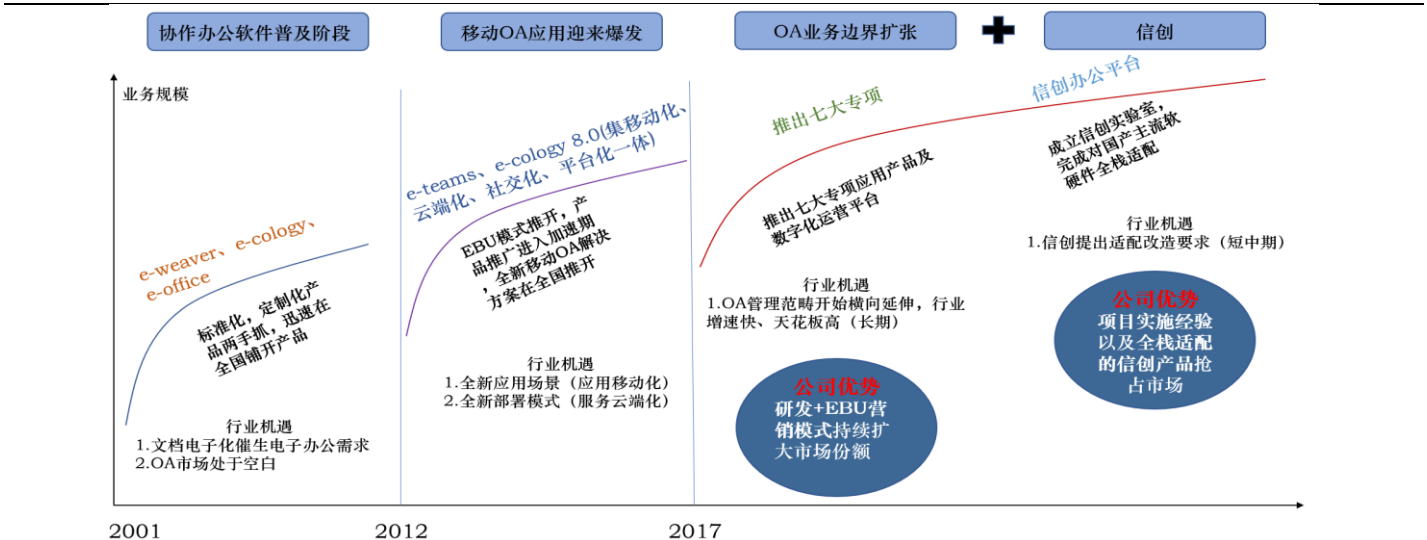 协作办公软件普及阶段
移动OA应用迎来爆发
OA业务边界扩张
信创
业务规模
e-weaver、e-cology、
e-office
标准化，定制化产
品两手抓，迅速在
全国铺开产品
行业机遇
1.文档电子化催生电子办公需求
2.OA市场处于空白
e-teams、e-cology 8.0(集移动化、
云端化、社交化、平台化一体)
EBU模式推开，产
品推广进入加速期
，全新移动OA解决
方案在全国推开
行业机遇
1.全新应用场景（应用移动化）
2.全新部署模式（服务云端化）
推出七大专项
推出七大专项应用产品及
数字化运营平台
行业机遇
1.OA管理范畴开始横向延伸，行业
增速快、天花板高（长期）
公司优势
研发+EBU营
销模式持续扩
大市场份额
信创办公平台
成立信创实验室，
完成对国产主流软
硬件全栈适配
行业机遇
1.信创提出适配改造要求（短中期）
公司优势
项目实施经验
以及全栈适配
的信创产品抢
占市场
2001
2012
2017